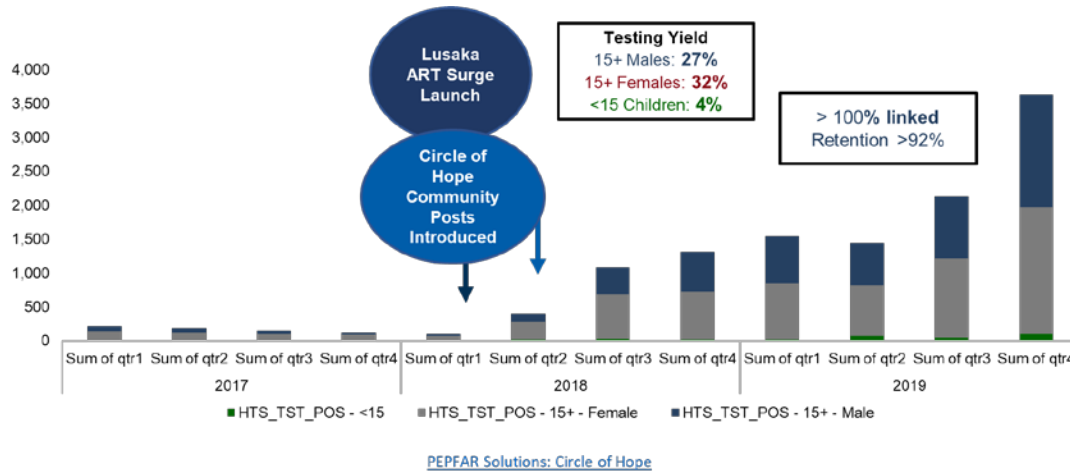 Lusaka
ART Surge
Launch
Circle of
Hope
Community
Posts
Introduced
Testing Yield
15+ Males: 27%
15+ Females: 32%
<15 Children: 4%
> 100% linked
Retention >92%
4,000
3,500
3,000
2,500
2,000
1,500
1,000
500
0
Sum of qtr1 Sum of qtr2 Sum of qtr3 Sum of qtr4 Sum of qtr1 Sum of qtr2 Sum of qtr3 Sum of qtr4 Sum of qtr1 Sum of qtr2 Sum of qtr3 Sum of qtr4
2017 2018 2019
HTS_TST_POS - <15 HTS_TST_POS - 15+ - Female HTS_TST_POS - 15+ - Male
PEPFAR Solutions: Circle of Hope